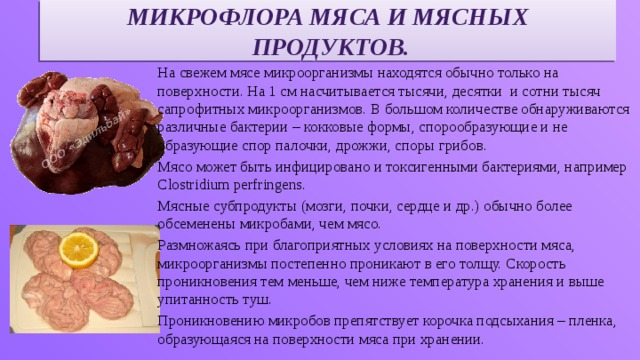 МИКРОФЛОРА МЯСА И МЯСНЫХ
ПРОДУКТОВ.
На свежем мясе микроорганизмы находятся обычно только на
поверхности. На 1 см насчитывается тысячи, десятки и сотни тысяч
сапрофитных микроорганизмов. В большом количестве обнаруживаются
различные бактерии – кокковые формы, спорообразующие и не
образующие спор палочки, дрожжи, споры грибов.
Мясо может быть инфицировано и токсигенными бактериями, например
Clostridium perfringens.
Мясные субпродукты (мозги, почки, сердце и др.) обычно более
обсеменены микробами, чем мясо.
Размножаясь при благоприятных условиях на поверхности мяса,
микроорганизмы постепенно проникают в его толщу. Скорость
проникновения тем меньше, чем ниже температура хранения и выше
упитанность туш.
Проникновению микробов препятствует корочка подсыхания – пленка,
образующаяся на поверхности мяса при хранении.
ООО "Эдильбай"